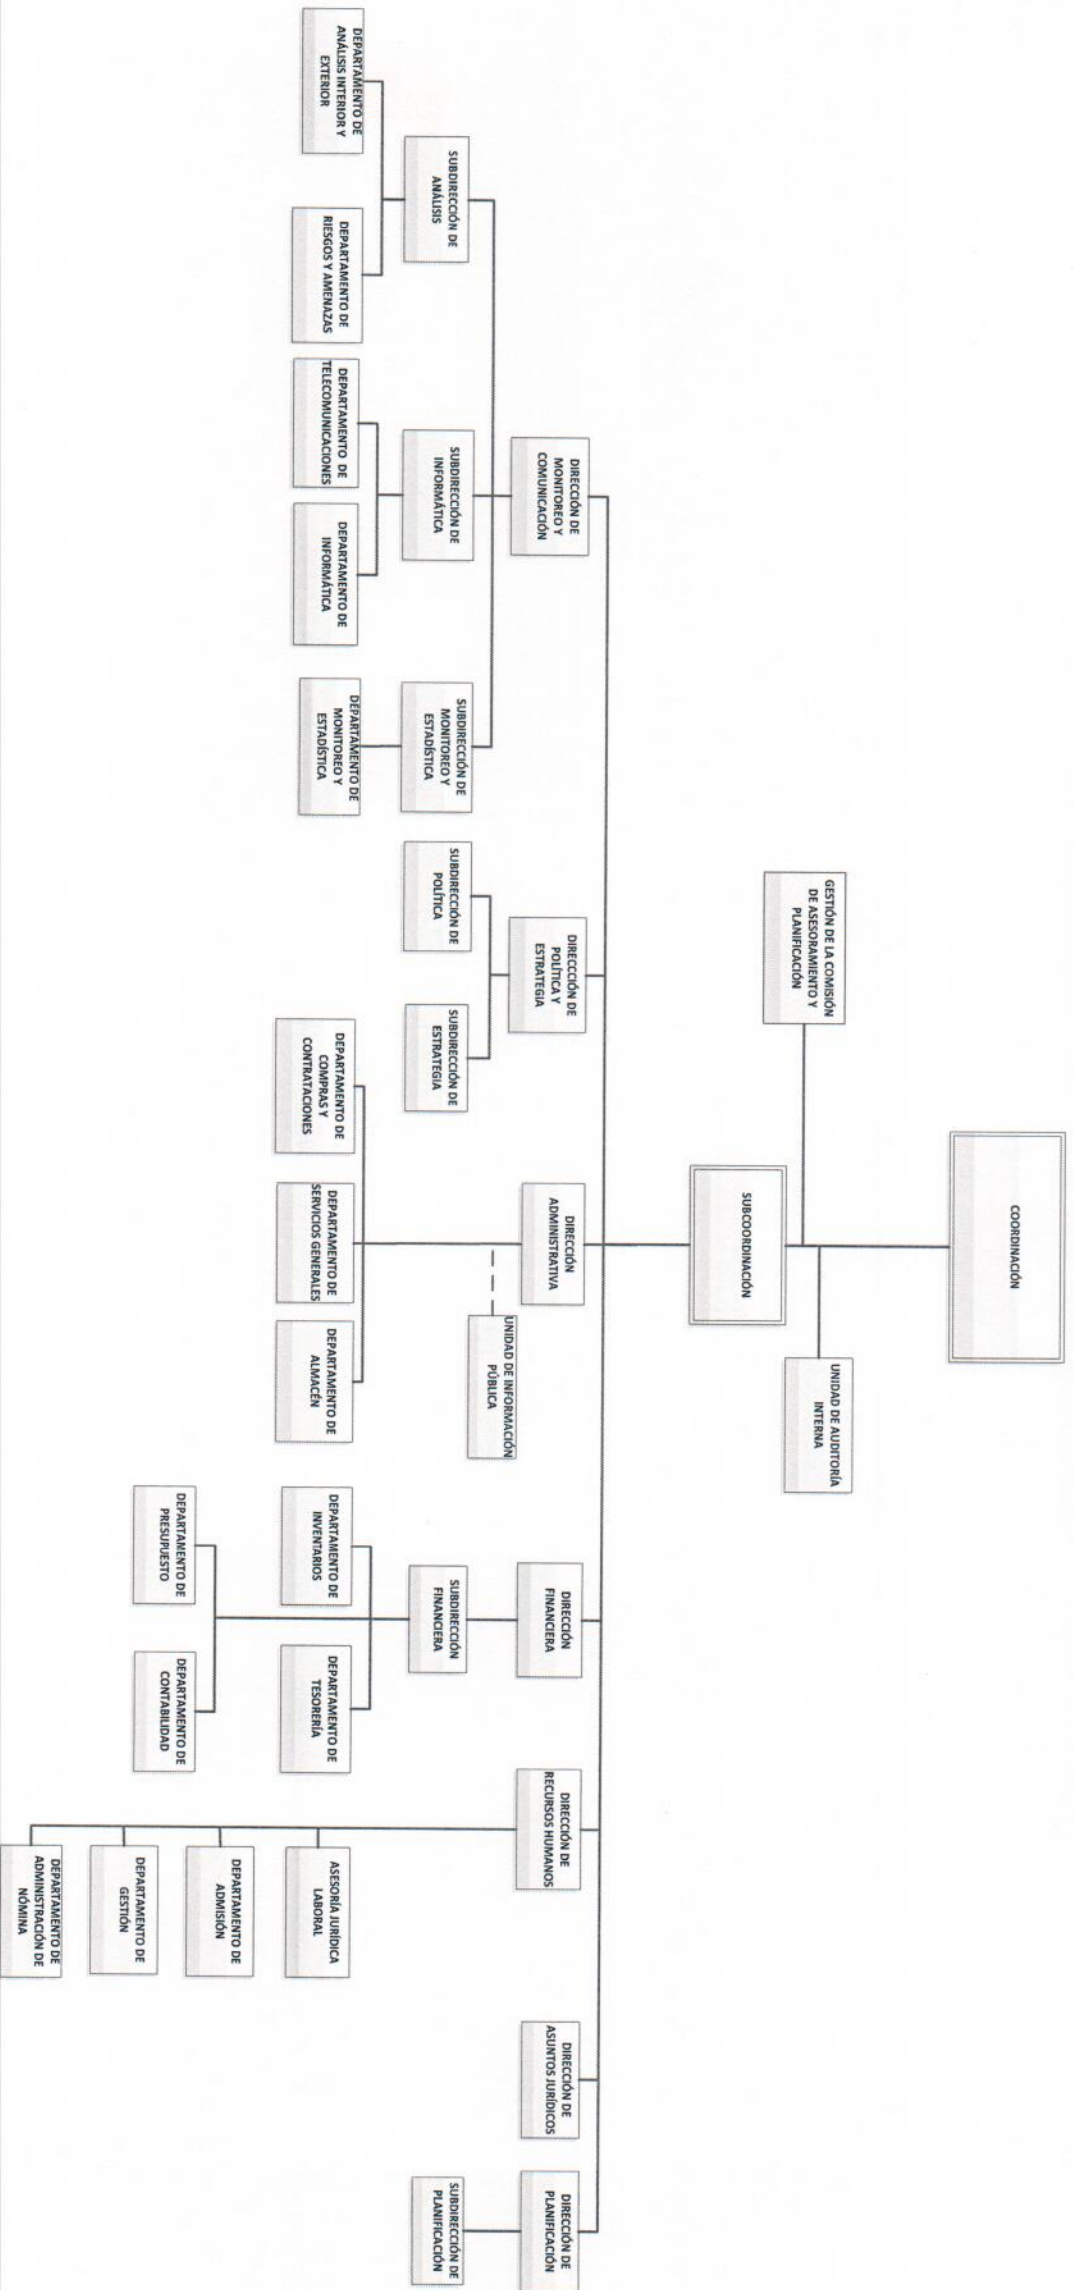 COORDINACIÓN
GESTIÓN DE LA COMISIÓN
DE ASESORAMIENTO Y
PLANIFICACIÓN
UNIDAD DE AUDITORÍA
INTERNA
SUBCOORDINACIÓN
DIRECCIÓN DE
MONITOREO Y
COMUNICACIÓN
DIRECCCIÓN DE
POLÍTICA Y
ESTRATEGIA
DIRECCIÓN
ADMINISTRATIVA
DIRECCIÓN
FINANCIERA
DIRECCIÓN DE
RECURSOS HUMANOS
DIRECCIÓN DE
ASUNTOS JURÍDICOS
DIRECCIÓN DE
PLANIFICACIÓN
UNIDAD DE INFORMACIÓN
PÚBLICA
SUBDIRECCIÓN DE
ANÁLISIS
SUBDIRECCIÓN DE
INFORMÁTICA
SUBDIRECCIÓN DE
MONITOREO Y
ESTADÍSTICA
SUBDIRECCIÓN DE
POLÍTICA
SUBDIRECCIÓN DE
ESTRATEGIA
SUBDIRECCIÓN
FINANCIERA
SUBDIRECCIÓN DE
PLANIFICACIÓN
DEPARTAMENTO DE
ANÁLISIS INTERIOR Y
EXTERIOR
DEPARTAMENTO DE
RIESGOS Y AMENAZAS
DEPARTAMENTO DE
TELECOMUNICACIONES
DEPARTAMENTO DE
INFORMÁTICA
DEPARTAMENTO DE
MONITOREO Y
ESTADÍSTICA
DEPARTAMENTO DE
COMPRAS Y
CONTRATACIONES
DEPARTAMENTO DE
SERVICIOS GENERALES
DEPARTAMENTO DE
ALMACÉN
DEPARTAMENTO DE
INVENTARIOS
DEPARTAMENTO DE
TESORERÍA
DEPARTAMENTO DE
PRESUPUESTO
DEPARTAMENTO DE
CONTABILIDAD
ASESORÍA JURÍDICA
LABORAL
DEPARTAMENTO DE
ADMISIÓN
DEPARTAMENTO DE
GESTIÓN
DEPARTAMENTO DE
ADMINISTRACIÓN DE
NÓMINA